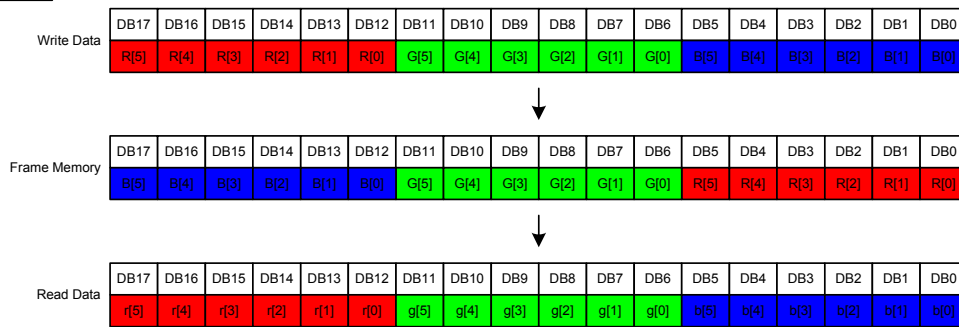 DB17 DB16 DB15 DB14 DB13 DB12 DB11 DB10 DB9 DB8 DB7 DB6 DB5 DB4 DB3 DB2 DB1 DB0
Write Data
R[5] R[4] R[3] R[2] R[1] R[0] G[5] G[4] G[3] G[2] G[1] G[0] B[5] B[4] B[3] B[2] B[1] B[0]
DB17 DB16 DB15 DB14 DB13 DB12 DB11 DB10 DB9 DB8 DB7 DB6 DB5 DB4 DB3 DB2 DB1 DB0
Frame Memory
B[5] B[4] B[3] B[2] B[1] B[0] G[5] G[4] G[3] G[2] G[1] G[0] R[5] R[4] R[3] R[2] R[1] R[0]
DB17 DB16 DB15 DB14 DB13 DB12 DB11 DB10 DB9 DB8 DB7 DB6 DB5 DB4 DB3 DB2 DB1 DB0
Read Data
r[5] r[4] r[3] r[2] r[1] r[0] g[5] g[4] g[3] g[2] g[1] g[0] b[5] b[4] b[3] b[2] b[1] b[0]